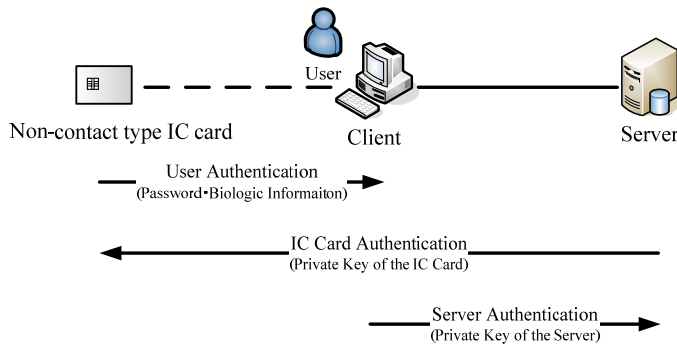 User
Non-contact type IC card
Client
Server
User Authentication
(Password・Biologic Informaiton)
IC Card Authentication
(Private Key of the IC Card)
Server Authentication
(Private Key of the Server)